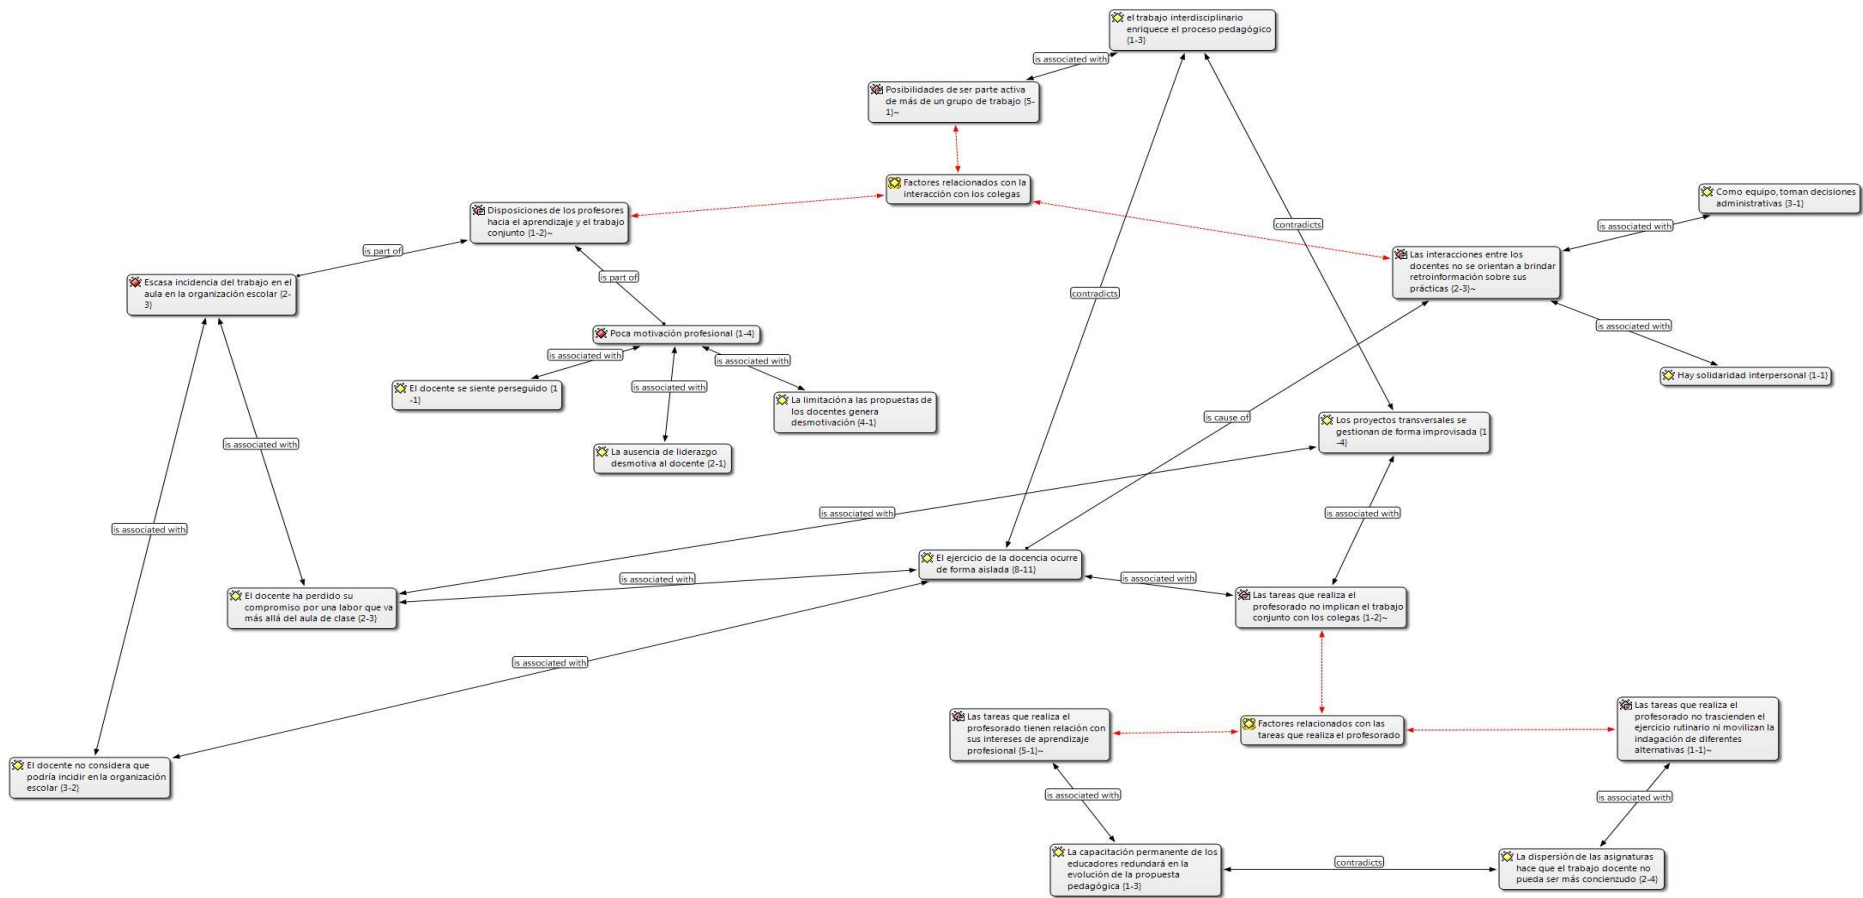 el trabajo interdisciplinario
enriquece el proceso pedagógico
{1-3}
is associated with
Posibilidades de ser parte activa
de más de un grupo de trabajo {5-
1}~
Factores relacionados con la
interacción con los colegas
Disposiciones de los profesores
hacia el aprendizaje y el trabajo
conjunto {1-2}~
Como equipo, toman decisiones
administrativas {3-1}
is associated with
contradicts
is part of
Las interacciones entre los
docentes no se orientan a brindar
retroinformación sobre sus
prácticas {2-3}~
Escasa incidencia del trabajo en el
aula en la organización escolar {2-
3}
is part of
contradicts
is associated with
Poca motivación profesional {1-4}
is associated with
is associated with
is associated with
El docente se siente perseguido {1
-1}
La limitación a las propuestas de
los docentes genera
desmotivación {4-1}
Hay solidaridad interpersonal {1-1}
is cause of
Los proyectos transversales se
gestionan de forma improvisada {1
-4}
is associated with
La ausencia de liderazgo
desmotiva al docente {2-1}
is associated with
is associated with
is associated with
El ejercicio de la docencia ocurre
de forma aislada {8-11}
is associated with
is associated with
El docente ha perdido su
compromiso por una labor que va
más allá del aula de clase {2-3}
Las tareas que realiza el
profesorado no implican el trabajo
conjunto con los colegas {1-2}~
is associated with
Las tareas que realiza el
profesorado tienen relación con
sus intereses de aprendizaje
profesional {5-1}~
Factores relacionados con las
tareas que realiza el profesorado
Las tareas que realiza el
profesorado no trascienden el
ejercicio rutinario ni movilizan la
indagación de diferentes
alternativas {1-1}~
El docente no considera que
podría incidir en la organización
escolar {3-2}
is associated with
is associated with
La capacitación permanente de los
educadores redundará en la
evolución de la propuesta
pedagógica {1-3}
contradicts
La dispersión de las asignaturas
hace que el trabajo docente no
pueda ser más concienzudo {2-4}